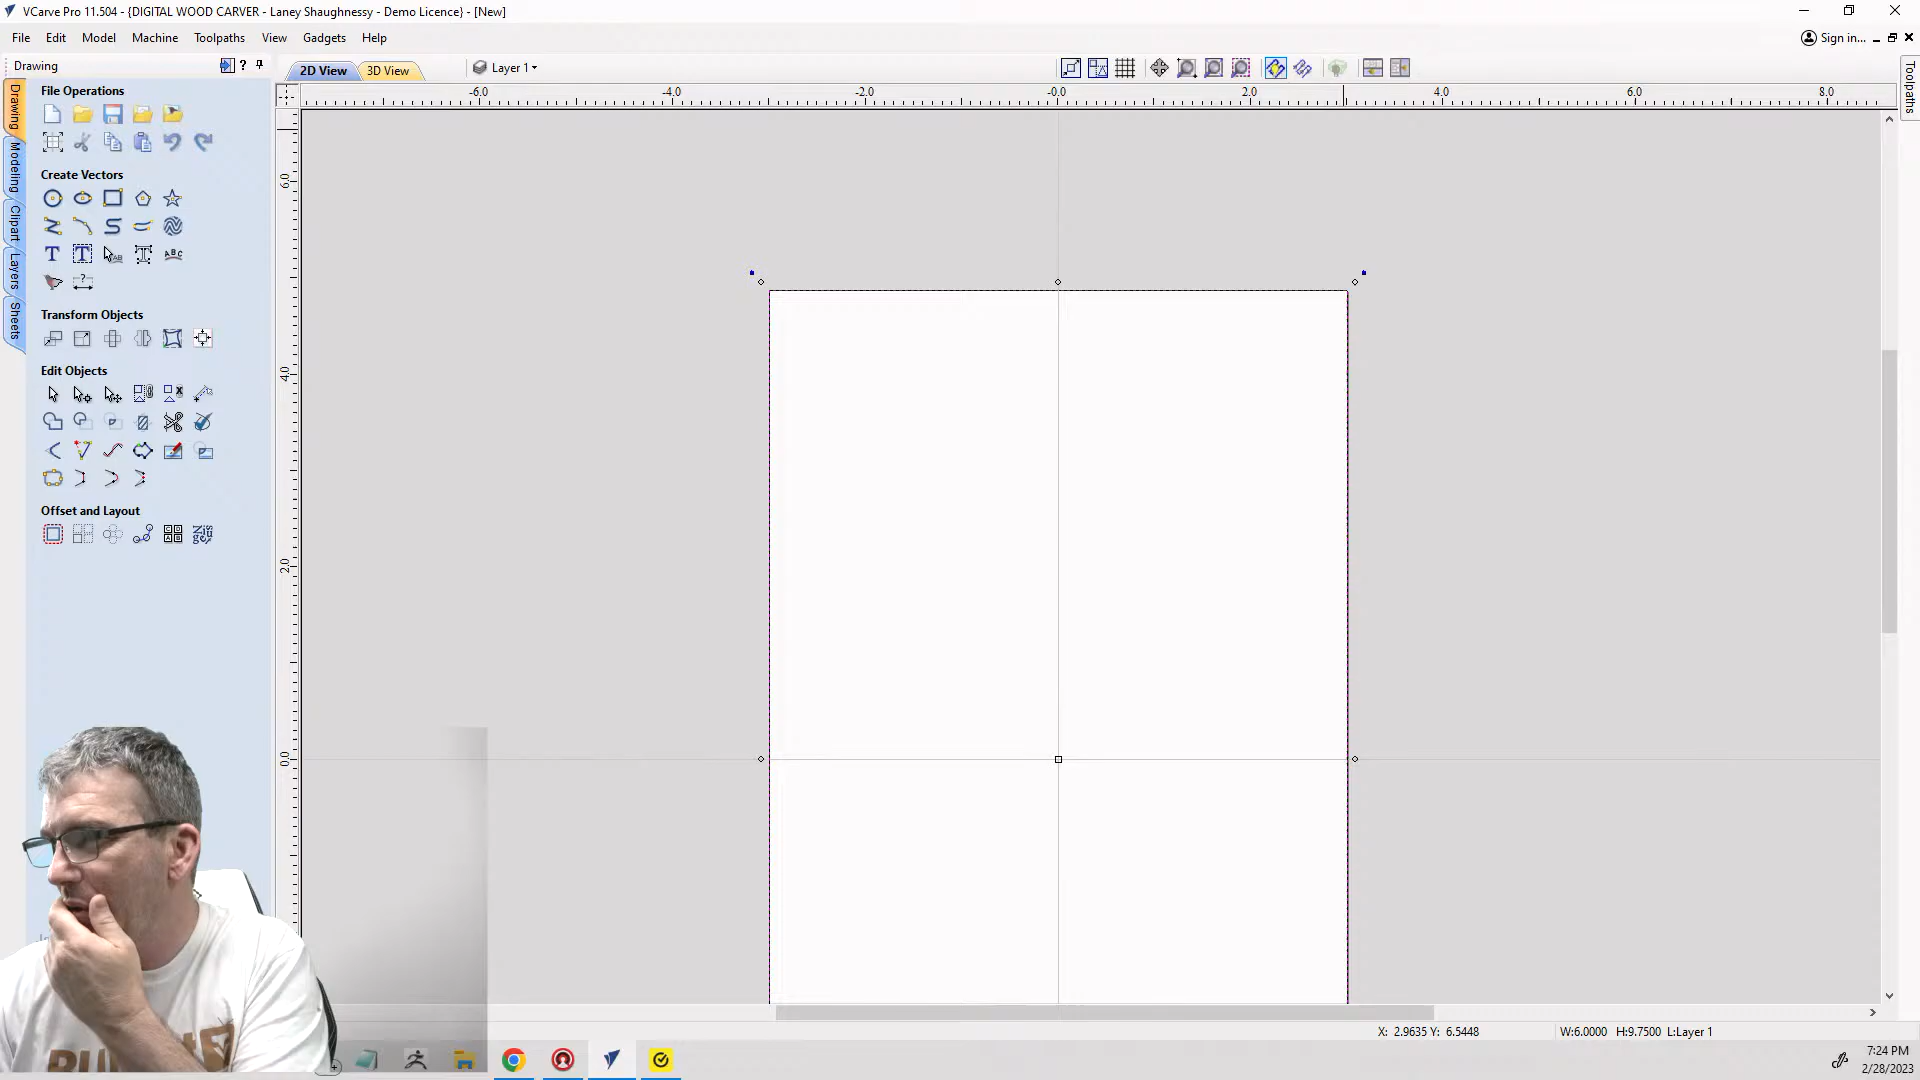 VCarve Pro 11.504 - {DIGITAL WOOD CARVER - Laney Shaughnessy - Demo Licence} - [New]
File Edit Model Machine Toolpaths View Gadgets Help
Sign in...
Drawing
2D View 3D View
Layer 1
Toolpaths
-6.0 -4.0 -2.0 -0.0 2.0 4.0 6.0 8.0
6.0
4.0
2.0
0.0
Drawing
Modeling
Clipart
Layers
Sheets
File Operations
Create Vectors
Transform Objects
Edit Objects
Offset and Layout
X: 2.9635 Y: 6.5448
W:6.0000 H:9.7500 L:Layer 1
7:24 PM
2/28/2023